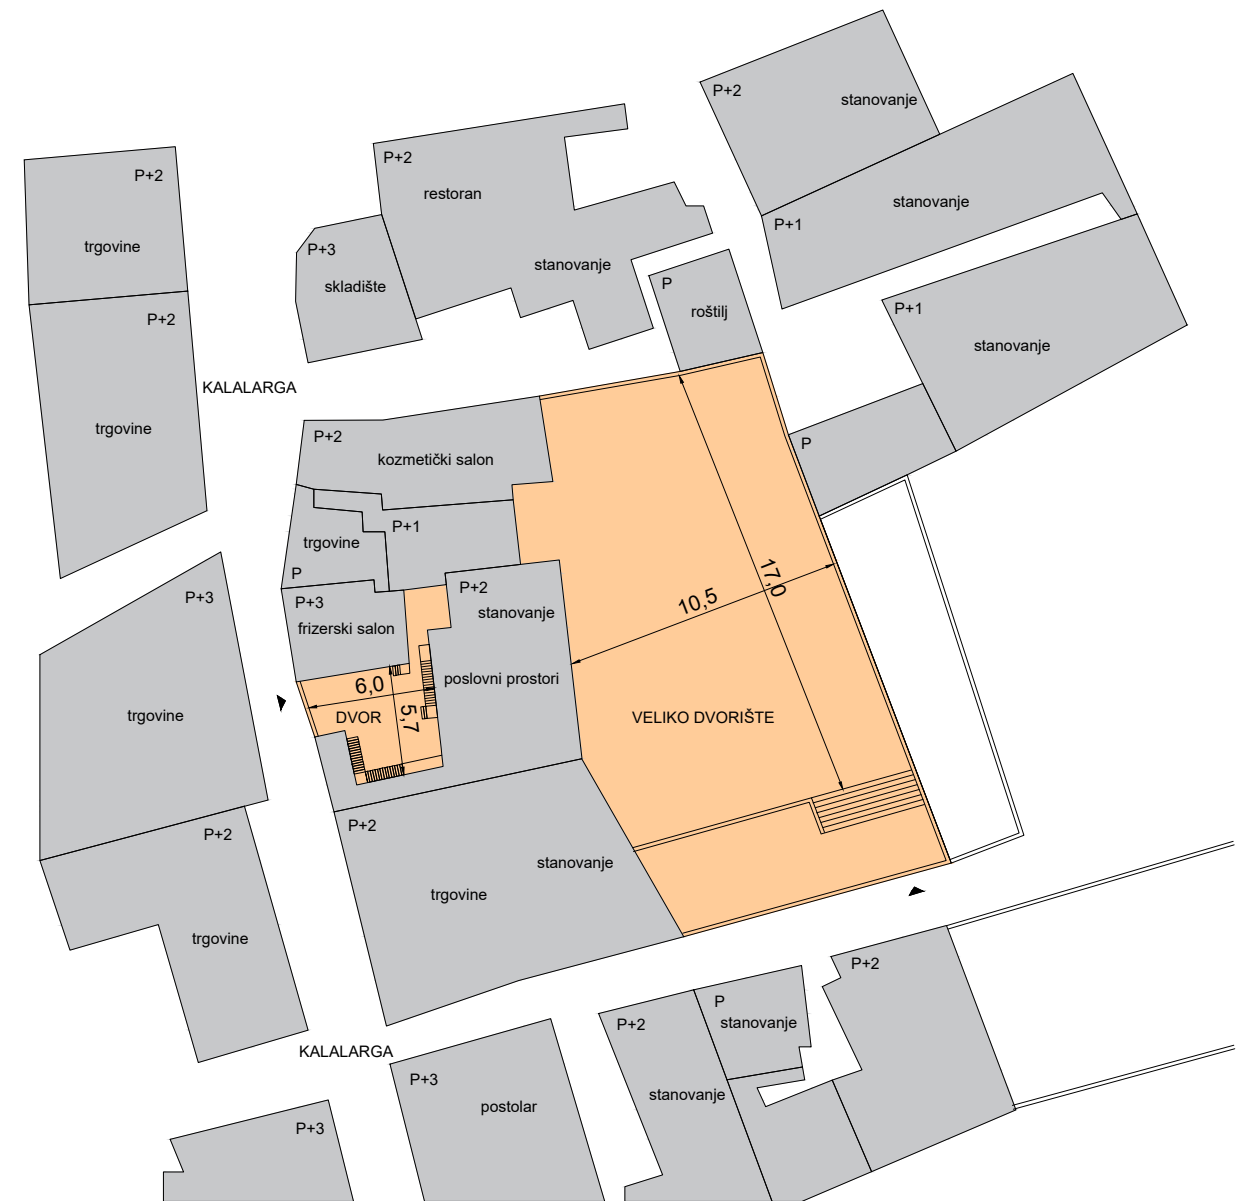 P+2
stanovanje
P+2
restoran
P+2
trgovine
stanovanje
P+1
P+3
skladište
stanovanje
P
roštilj
P+2
trgovine
P+1
stanovanje
KALALARGA
P+2
kozmetički salon
P
P+1
trgovine
P
P+3
trgovine
P+3
frizerski salon
P+2
stanovanje
poslovni prostori
10,5
17,0
6,0
5,7
DVOR
VELIKO DVORIŠTE
P+2
trgovine
P+2
trgovine
stanovanje
P+2
P
stanovanje
P+2
stanovanje
KALALARGA
P+3
postolar
P+3